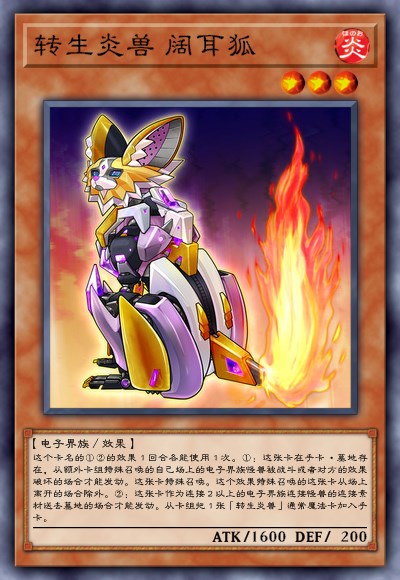 转生炎兽 阔耳狐
ほのお
炎
【电子界族／效果】
这个卡名的①②的效果1回合各能使用1次。①：这张卡在手卡·墓地存
在，从额外卡组特殊召唤的自己场上的电子界族怪兽被战斗或者对方的效果
破坏的场合才能发动。这张卡特殊召唤。这个效果特殊召唤的这张卡从场上
离开的场合除外。②：这张卡作为连接2以上的电子界族连接怪兽的连接素
材送去墓地的场合才能发动。从卡组把1张「转生炎兽」通常魔法卡加入手
卡。
ATK/1600 DEF/ 200